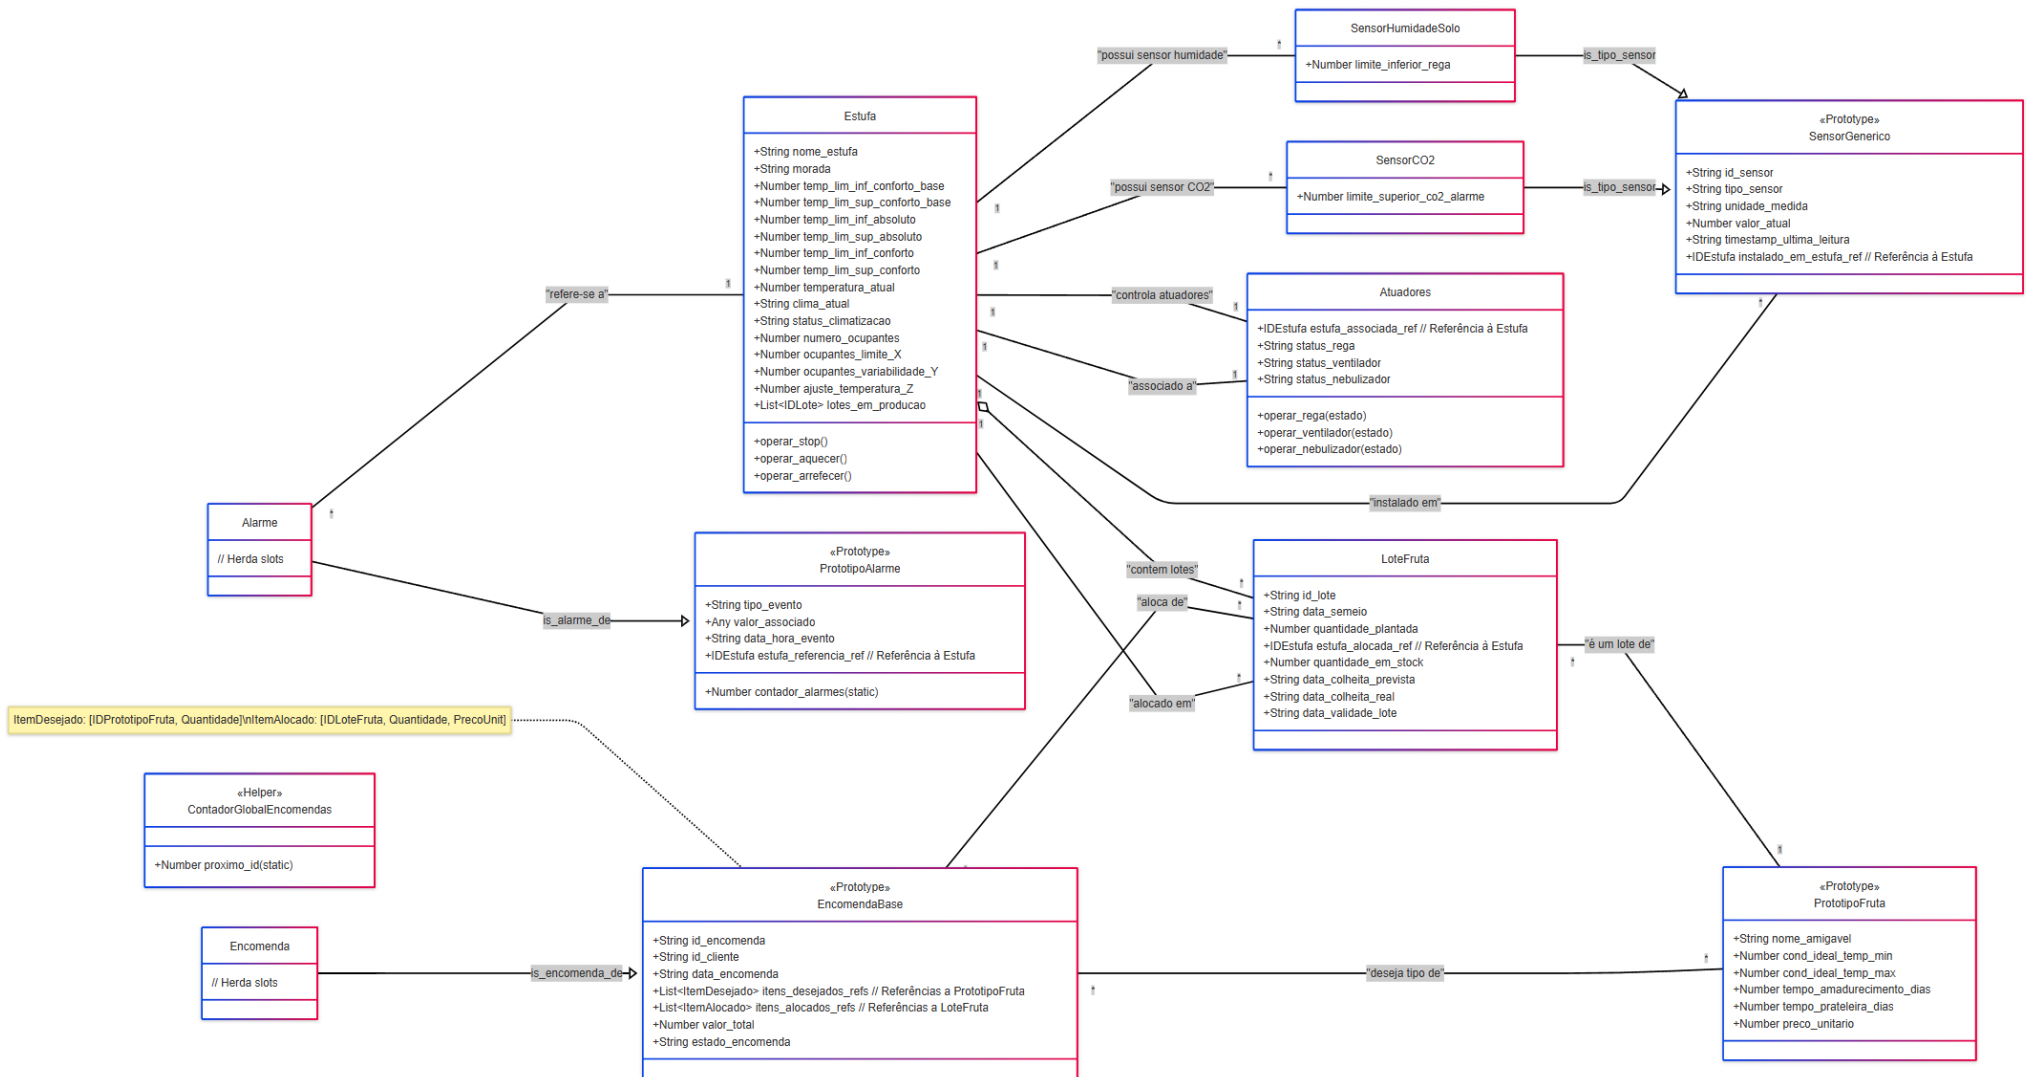 SensorHumidadeSolo
+Number limite_inferior_rega
"possui sensor humidade"
*
1
is_tipo_sensor
«Prototype»
SensorGenerico
+String id_sensor
+String tipo_sensor
+String unidade_medida
+Number valor_atual
+String timestamp_ultima_leitura
+IDEstufa instalado_em_estufa_ref // Referência à Estufa
*
SensorCO2
+Number limite_superior_co2_alarme
"possui sensor CO2"
*
1
is_tipo_sensor
Estufa
+String nome_estufa
+String morada
+Number temp_lim_inf_conforto_base
+Number temp_lim_sup_conforto_base
+Number temp_lim_inf_absoluto
+Number temp_lim_sup_absoluto
+Number temp_lim_inf_conforto
+Number temp_lim_sup_conforto
+Number temperatura_atual
+String clima_atual
+String status_climatizacao
+Number numero_ocupantes
+Number ocupantes_limite_X
+Number ocupantes_variabilidade_Y
+Number ajuste_temperatura_Z
+List<IDLote> lotes_em_producao
+operar_stop()
+operar_aquecer()
+operar_arrefecer()
"controla atuadores"
1
1
"associado a"
1
1
Atuadores
+IDEstufa estufa_associada_ref // Referência à Estufa
+String status_rega
+String status_ventilador
+String status_nebulizador
+operar_rega(estado)
+operar_ventilador(estado)
+operar_nebulizador(estado)
"refere-se a"
1
*
Alarme
// Herda slots
is_alarme_de
«Prototype»
PrototipoAlarme
+String tipo_evento
+Any valor_associado
+String data_hora_evento
+IDEstufa estufa_referencia_ref // Referência à Estufa
+Number contador_alarmes(static)
1
1
"instalado em"
"contem lotes"
*
"aloca de"
*
"alocado em"
*
LoteFruta
+String id_lote
+String data_semeio
+Number quantidade_plantada
+IDEstufa estufa_alocada_ref // Referência à Estufa
+Number quantidade_em_stock
+String data_colheita_prevista
+String data_colheita_real
+String data_validade_lote
"é um lote de"
*
1
ItemDesejado: [IDPrototipoFruta, Quantidade]\nItemAlocado: [IDLoteFruta, Quantidade, PrecoUnit]
«Helper»
ContadorGlobalEncomendas
+Number proximo_id(static)
Encomenda
// Herda slots
is_encomenda_de
«Prototype»
EncomendaBase
+String id_encomenda
+String id_cliente
+String data_encomenda
+List<ItemDesejado> itens_desejados_refs // Referências a PrototipoFruta
+List<ItemAlocado> itens_alocados_refs // Referências a LoteFruta
+Number valor_total
+String estado_encomenda
*
"deseja tipo de"
*
«Prototype»
PrototipoFruta
+String nome_amigavel
+Number cond_ideal_temp_min
+Number cond_ideal_temp_max
+Number tempo_amadurecimento_dias
+Number tempo_prateleira_dias
+Number preco_unitario